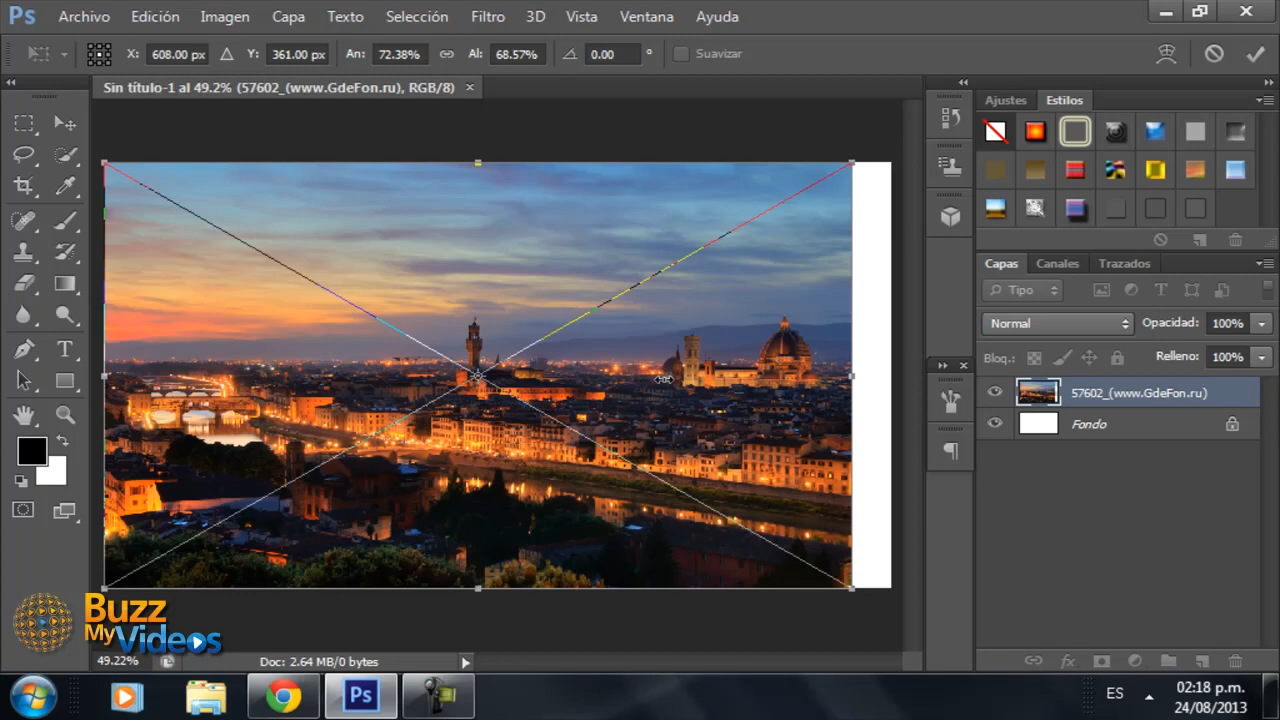 Ps Archivo Edición Imagen Capa Texto Selección Filtro 3D Vista Ventana Ayuda
X: 608.00 px Y: 361.00 px An: 72.38% Al: 68.57% 0.00 ° Suavizar
Sin título-1 al 49.2% (57602_(www.GdeFon.ru), RGB/8) ×
Ajustes Estilos
Capas Canales Trazados
Tipo
Normal Opacidad: 100%
Bloq.: Relleno: 100%
57602_(www.GdeFon.ru)
Fondo
Buzz
My Videos
49.22% Doc: 2.64 MB/0 bytes
Ps
ES
02:18 p.m.
24/08/2013